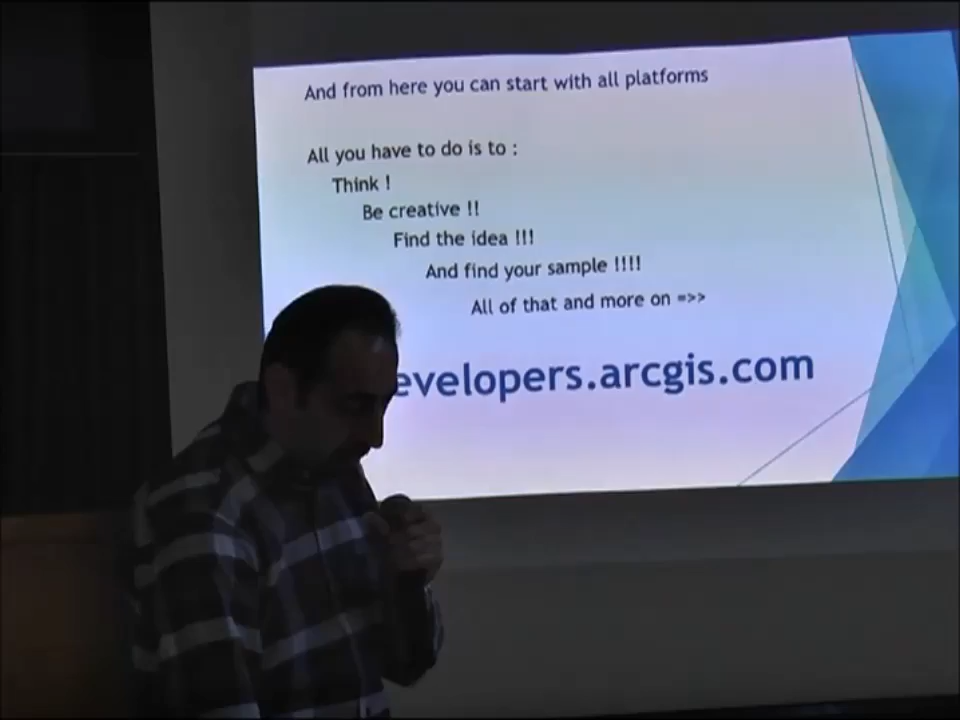 And from here you can start with all platforms
All you have to do is to :
Think !
Be creative !!
Find the idea !!!
And find your sample !!!!
All of that and more on =>>
evelopers.arcgis.com